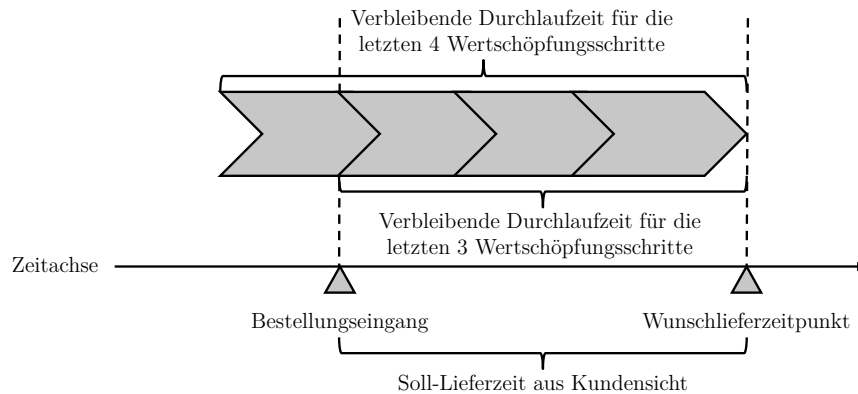 Verbleibende Durchlaufzeit für die
letzten 4 Wertschöpfungsschritte
Verbleibende Durchlaufzeit für die
letzten 3 Wertschöpfungsschritte
Zeitachse
Bestellungseingang
Wunschlieferzeitpunkt
Soll-Lieferzeit aus Kundensicht